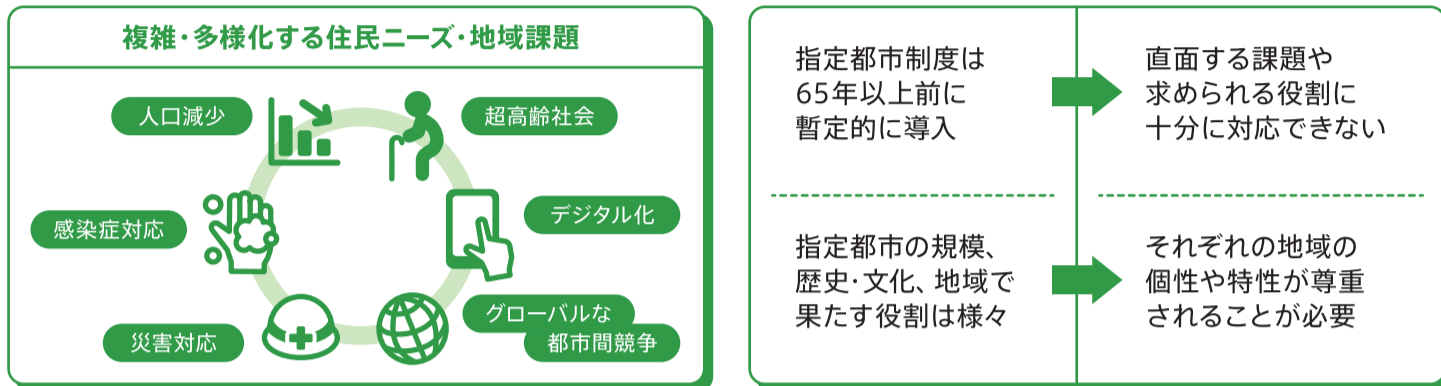 複雑・多様化する住民ニーズ・地域課題
人口減少
超高齢社会
感染症対応
デジタル化
災害対応
グローバルな
都市間競争
指定都市制度は
65年以上前に
暫定的に導入
直面する課題や
求められる役割に
十分に対応できない
指定都市の規模、
歴史・文化、地域で
果たす役割は様々
それぞれの地域の
個性や特性が尊重
されることが必要